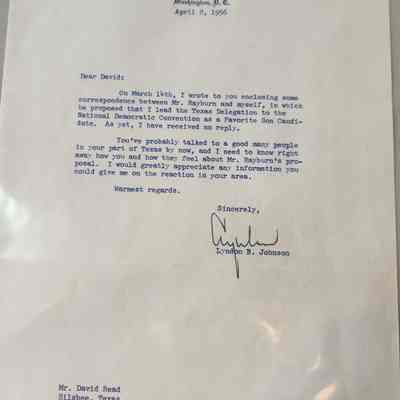 Washington, D. C.
April 8, 1956
Dear David:
On March 14th, I wrote to you enclosing some
correspondence between Mr. Rayburn and myself, in which
he proposed that I lead the Texas Delegation to the
National Democratic Convention as a Favorite Son Candi-
date. As yet, I have received no reply.
You've probably talked to a good many people
in your part of Texas by now, and I need to know right
away how you and how they feel about Mr. Rayburn's pro-
posal. I would greatly appreciate any information you
could give me on the reaction in your area.
Warmest regards.
Sincerely,
Lyndon
Lyndon B. Johnson
Mr. David Read
Silsbee, Texas